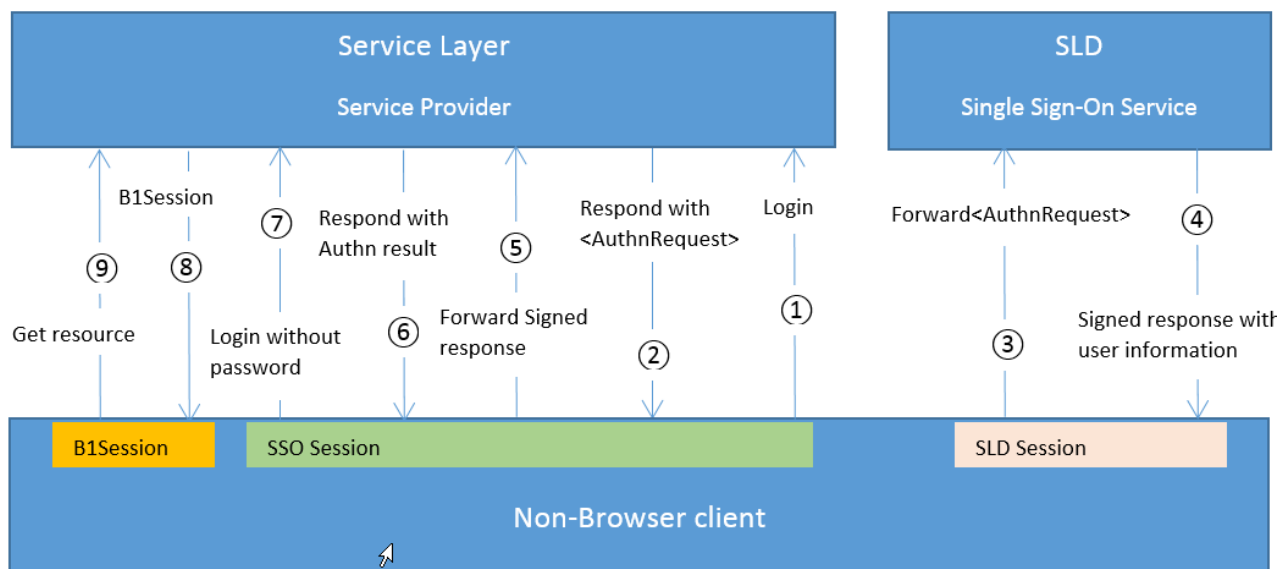 Service Layer
Service Provider
SLD
Single Sign-On Service
B1Session
⑦
Respond with
Authn result
⑤
Respond with
<AuthnRequest>
Login
Forward<AuthnRequest>
④
⑨
⑧
①
Get resource
Login without
password
⑥
Forward Signed
response
②
③
Signed response with
user information
B1Session
SSO Session
SLD Session
Non-Browser client